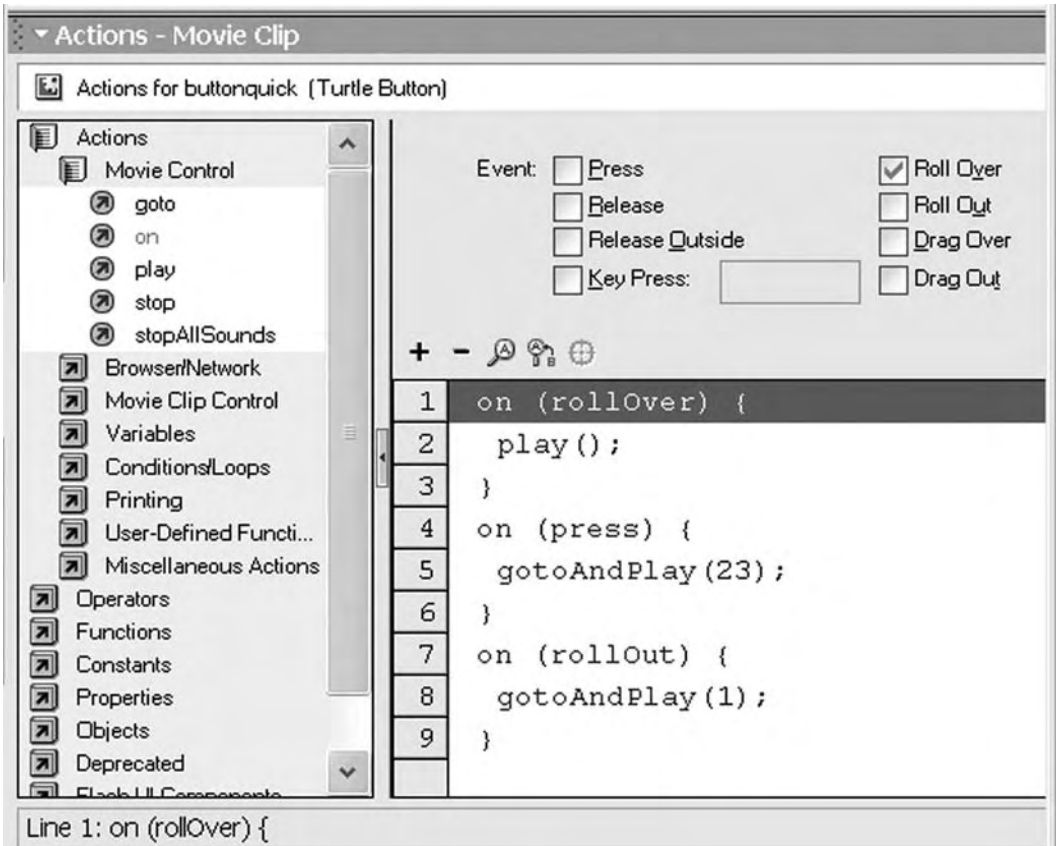 Actions - Movie Clip
Actions for buttonquick (Turtle Button)
Actions
Movie Control
goto
on
play
stop
stopAllSounds
Browser/Network
Movie Clip Control
Variables
Conditions/Loops
Printing
User-Defined Functi...
Miscellaneous Actions
Operators
Functions
Constants
Properties
Objects
Deprecated
Flash UI Components
Event:
Press
Release
Release Outside
Key Press:
Roll Over
Roll Out
Drag Over
Drag Out
1 on (rollOver) {
2 play();
3 }
4 on (press) {
5 gotoAndPlay(23);
6 }
7 on (rollOut) {
8 gotoAndPlay(1);
9 }
Line 1: on (rollOver) {